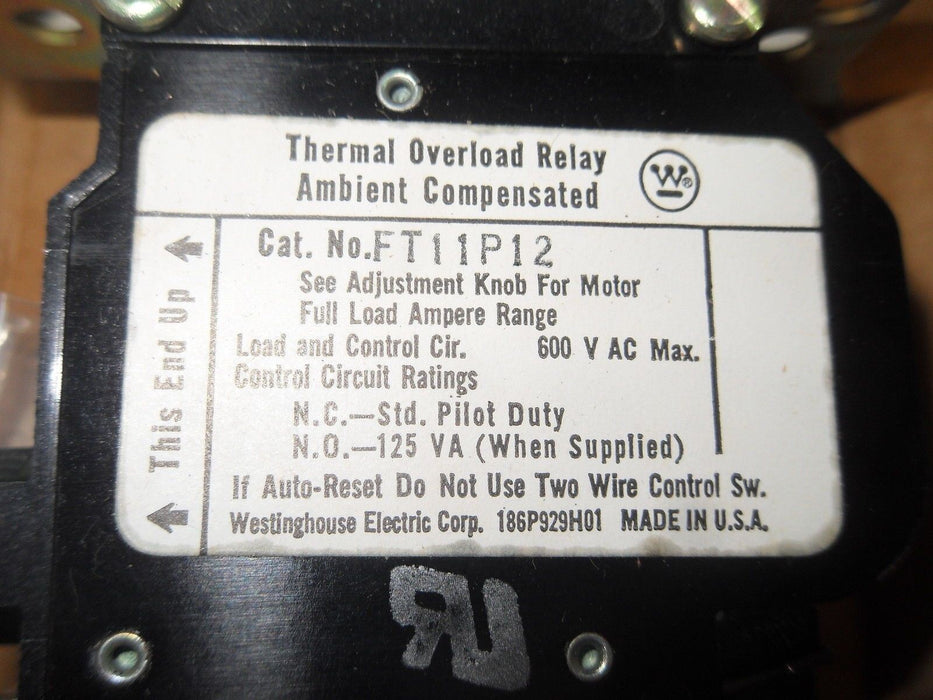 Thermal Overload Relay
Ambient Compensated
W®
This End Up
Cat. No. FT11P12
See Adjustment Knob For Motor
Full Load Ampere Range
Load and Control Cir. 600 V AC Max.
Control Circuit Ratings
N.C.—Std. Pilot Duty
N.O.—125 VA (When Supplied)
If Auto-Reset Do Not Use Two Wire Control Sw.
Westinghouse Electric Corp. 186P929H01 MADE IN U.S.A.
RU